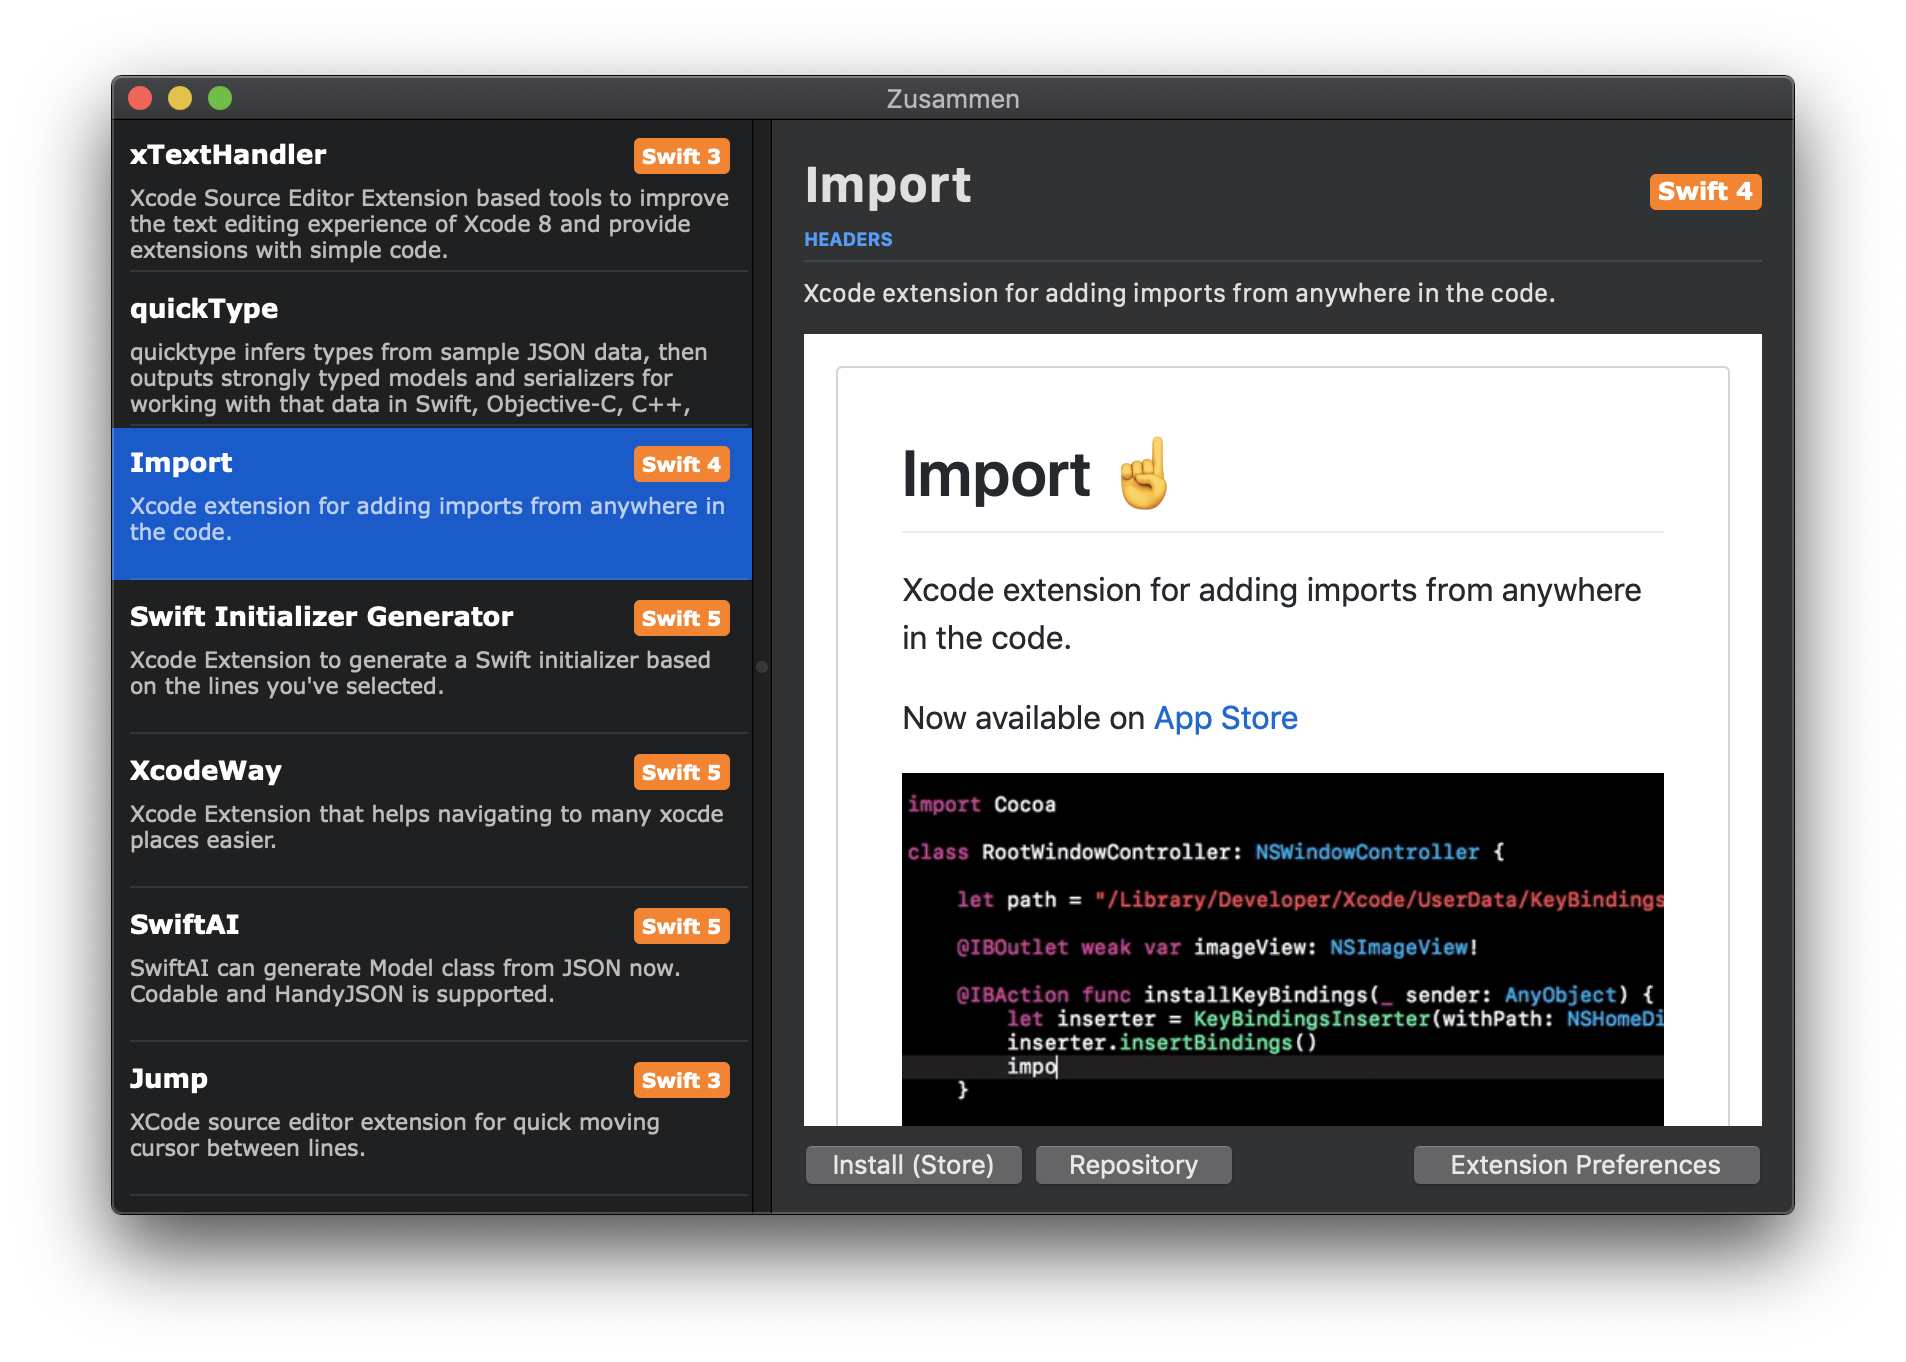 Zusammen
xTextHandler
Swift 3
Xcode Source Editor Extension based tools to improve
the text editing experience of Xcode 8 and provide
extensions with simple code.
quickType
quicktype infers types from sample JSON data, then
outputs strongly typed models and serializers for
working with that data in Swift, Objective-C, C++,
Import
Swift 4
Xcode extension for adding imports from anywhere in
the code.
Swift Initializer Generator
Swift 5
Xcode Extension to generate a Swift initializer based
on the lines you've selected.
XcodeWay
Swift 5
Xcode Extension that helps navigating to many xocde
places easier.
SwiftAI
Swift 5
SwiftAI can generate Model class from JSON now.
Codable and HandyJSON is supported.
Jump
Swift 3
XCode source editor extension for quick moving
cursor between lines.
Import
Swift 4
HEADERS
Xcode extension for adding imports from anywhere in the code.
Import ☝
Xcode extension for adding imports from anywhere
in the code.
Now available on App Store
import Cocoa
class RootWindowController: NSWindowController {
let path = "/Library/Developer/Xcode/UserData/KeyBindings
@IBOutlet weak var imageView: NSImageView!
@IBAction func installKeyBindings(_ sender: AnyObject) {
let inserter = KeyBindingsInserter(withPath: NSHomeDi
inserter.insertBindings()
impo
}
Install (Store)
Repository
Extension Preferences